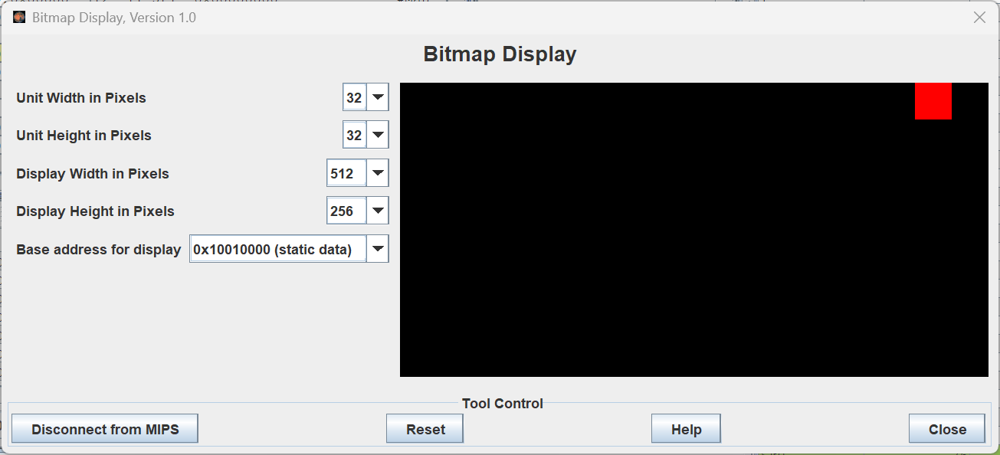 Bitmap Display, Version 1.0
Bitmap Display
Unit Width in Pixels 32
Unit Height in Pixels 32
Display Width in Pixels 512
Display Height in Pixels 256
Base address for display 0x10010000 (static data)
Tool Control
Disconnect from MIPS Reset Help Close